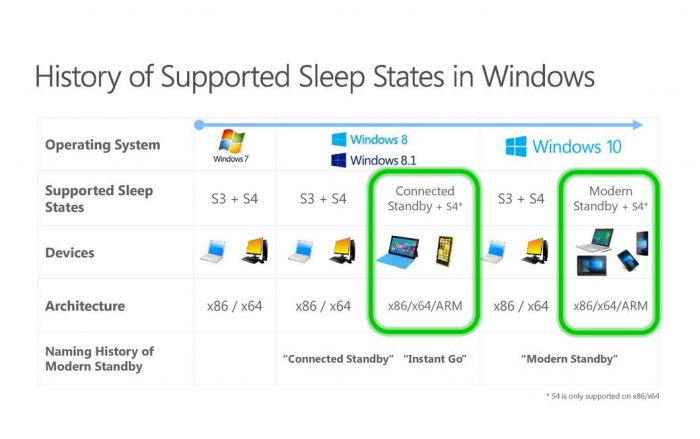 History of Supported Sleep States in Windows
Operating System
Windows 7
Windows 8
Windows 8.1
Windows 10
Supported Sleep
States
S3 + S4
S3 + S4
Connected
Standby + S4*
S3 + S4
Modern
Standby + S4*
Devices
Architecture
x86 / x64
x86 / x64
x86/x64/ARM
x86 / x64
x86/x64/ARM
Naming History of
Modern Standby
“Connected Standby” “Instant Go”
“Modern Standby”
* S4 is only supported on x86/x64